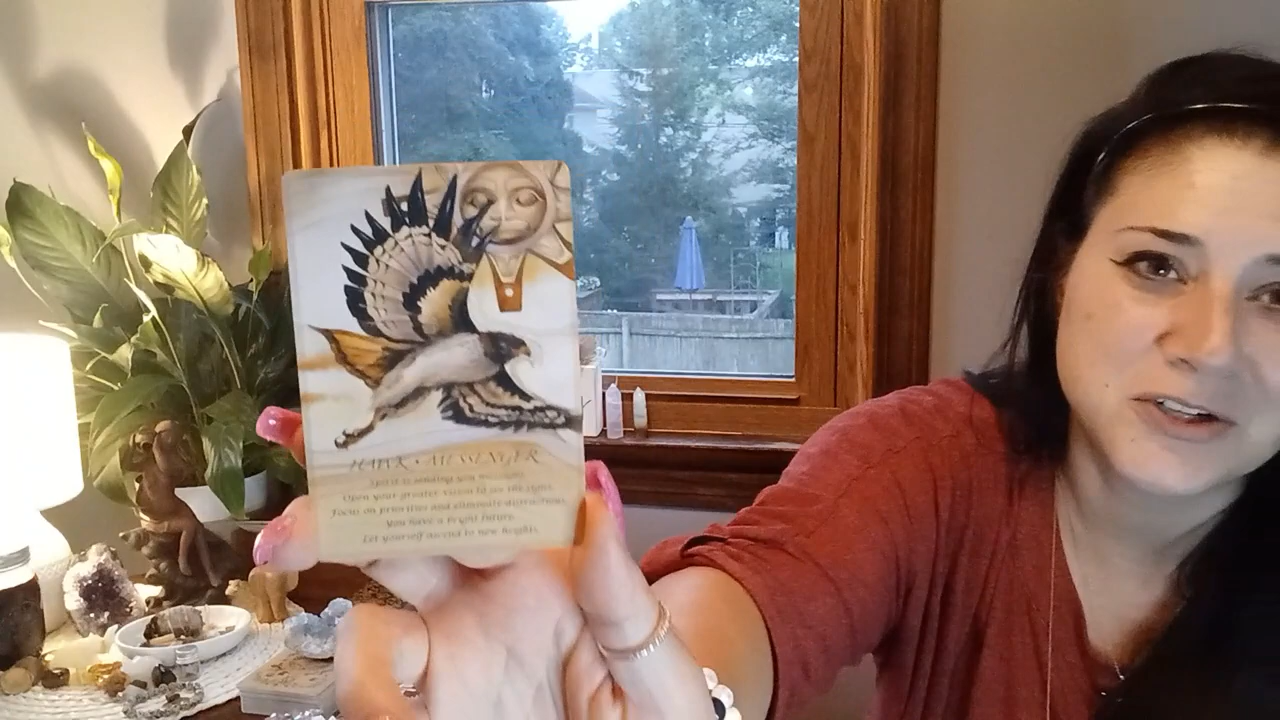 HAWK • MESSENGER
Spirit is sending you messages.
Open your greater vision to see the signs.
Focus on priorities and eliminate distractions.
You have a bright future.
Let yourself ascend to new heights.